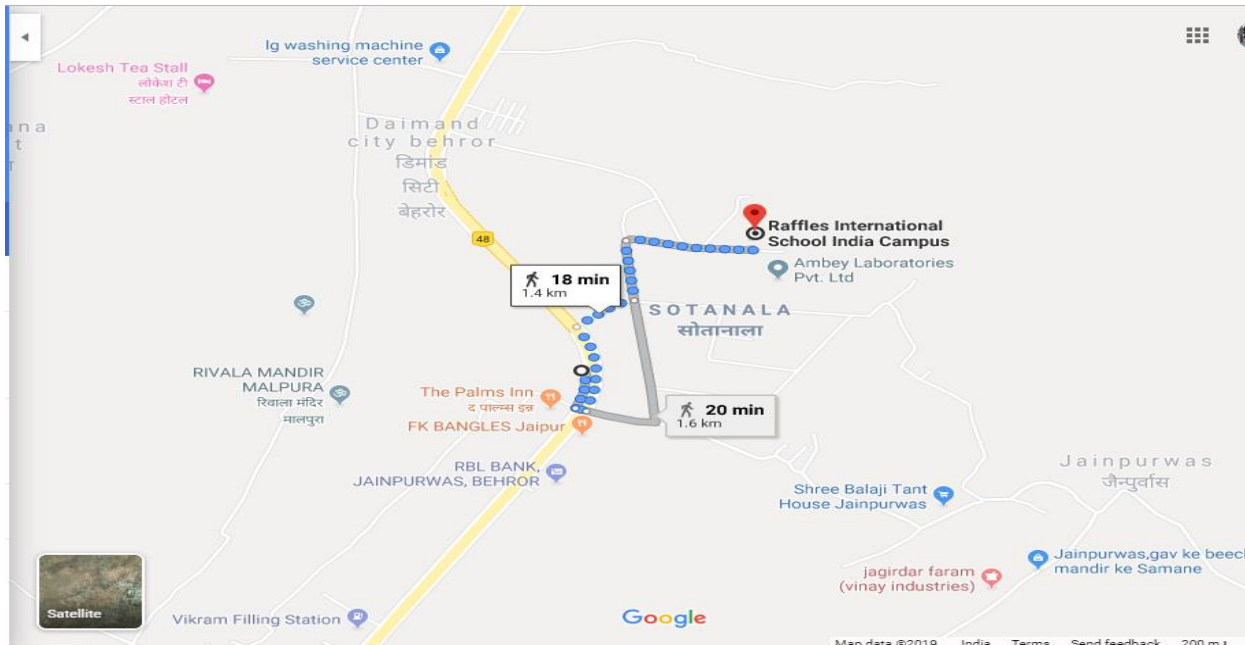 lg washing machine
service center
Lokesh Tea Stall
लोकेश टी
स्टाल होटल
ana
t
Daimand
city behror
डिमांड
सिटी
बेहरोर
48
Raffles International
School India Campus
Ambey Laboratories
Pvt. Ltd
18 min
1.4 km
SOTANALA
सोतानाला
RIVALA MANDIR
MALPURA
रिवाला मंदिर
मालपुरा
The Palms Inn
द पाल्म्स इन्न
FK BANGLES Jaipur
20 min
1.6 km
RBL BANK,
JAINPURWAS, BEHROR
Jainpurwas
जैन्पुर्वास
Shree Balaji Tant
House Jainpurwas
Jainpurwas,gav ke beech
mandir ke Samane
jagirdar faram
(vinay industries)
Satellite
Vikram Filling Station
Google
Map data ©2019 India Terms Send feedback 200 m